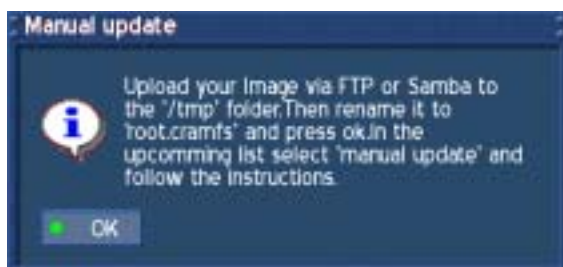 Manual update
Upload your Image via FTP or Samba to
the '/tmp' folder.Then rename it to
'root.cramfs' and press ok.In the
upcomming list select 'manual update' and
follow the instructions.
OK